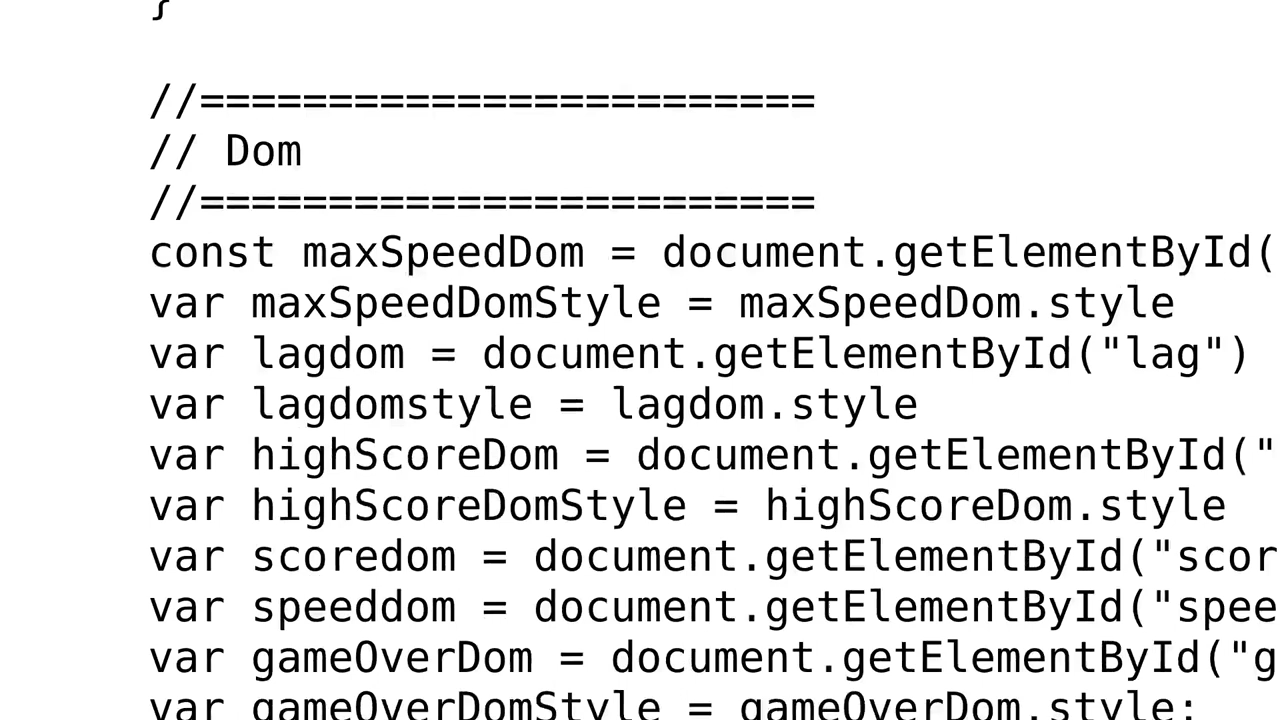 }
//========================
// Dom
//========================
const maxSpeedDom = document.getElementById(
var maxSpeedDomStyle = maxSpeedDom.style
var lagdom = document.getElementById("lag")
var lagdomstyle = lagdom.style
var highScoreDom = document.getElementById("
var highScoreDomStyle = highScoreDom.style
var scoredom = document.getElementById("scor
var speeddom = document.getElementById("spee
var gameOverDom = document.getElementById("g
var gameOverDomStyle = gameOverDom.style;